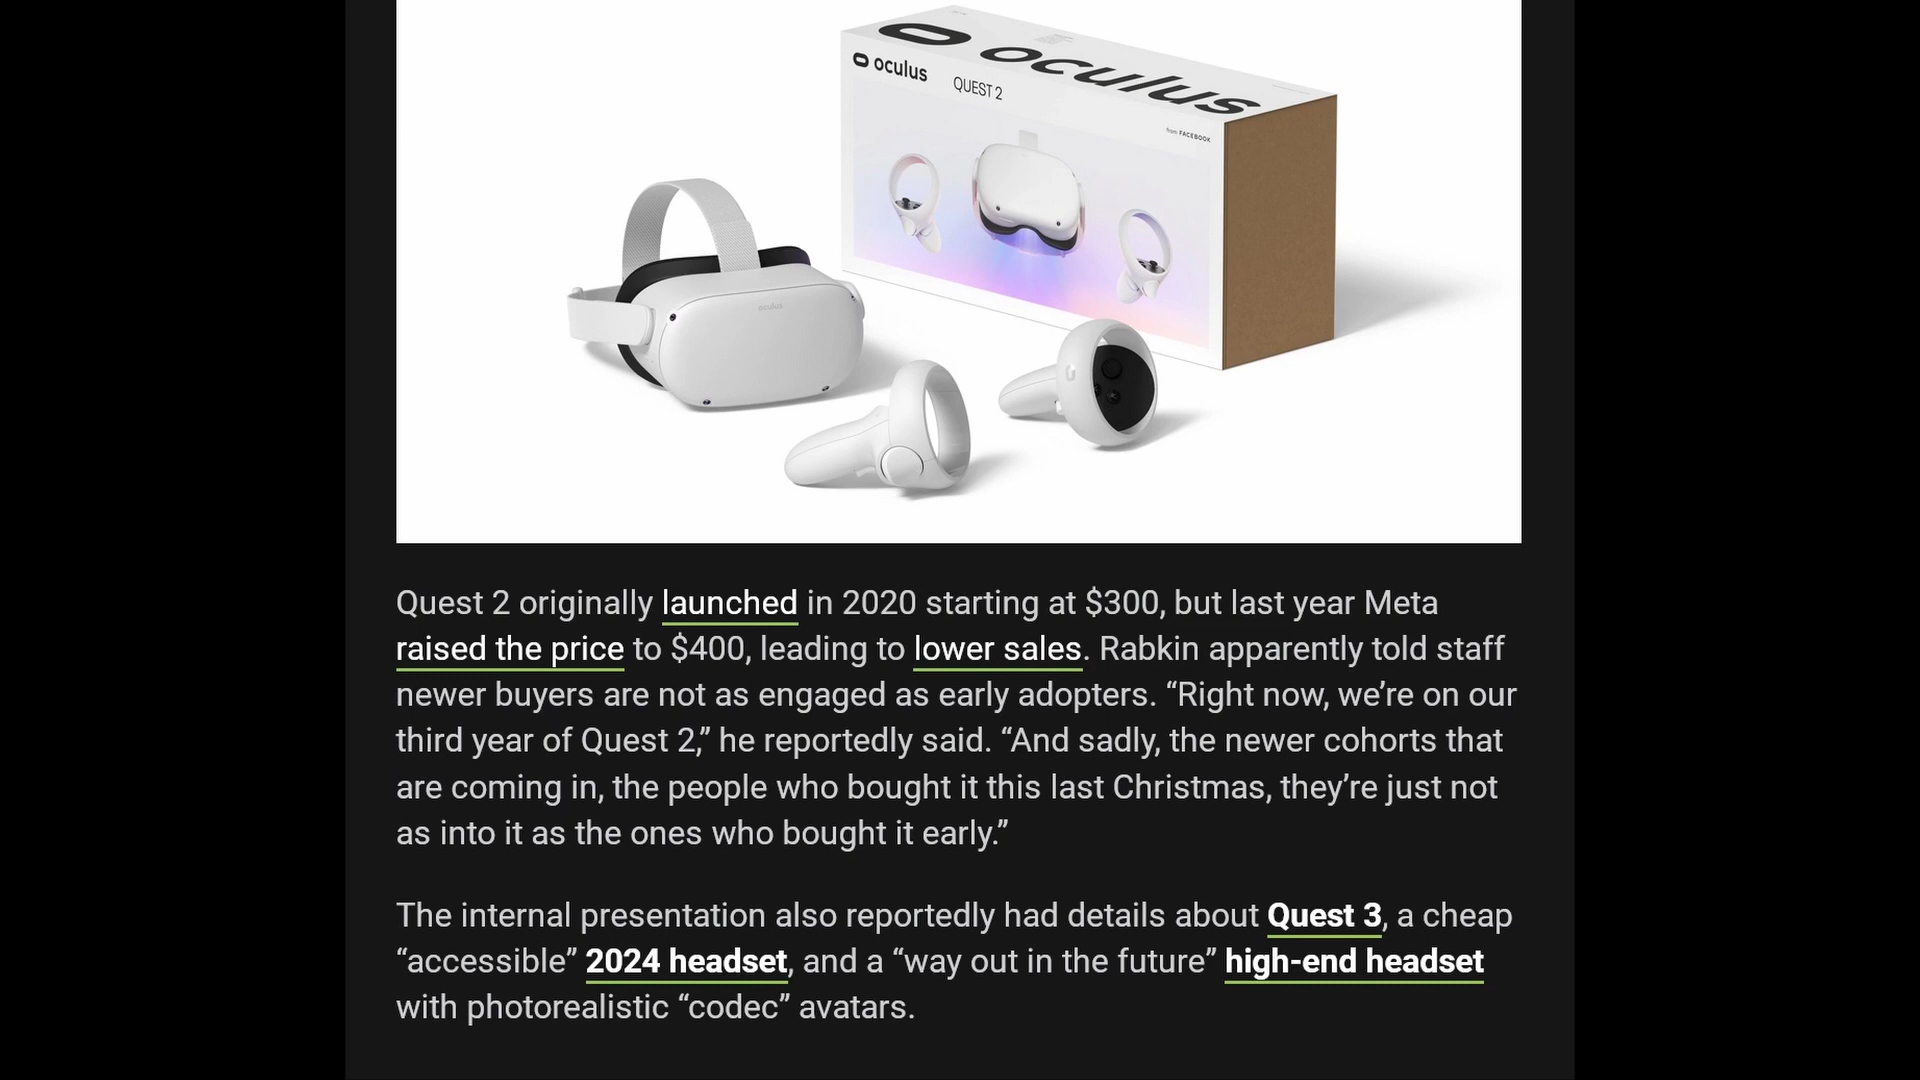 oculus
oculus
QUEST 2
from FACEBOOK
oculus
Quest 2 originally launched in 2020 starting at $300, but last year Meta
raised the price to $400, leading to lower sales. Rabkin apparently told staff
newer buyers are not as engaged as early adopters. “Right now, we’re on our
third year of Quest 2,” he reportedly said. “And sadly, the newer cohorts that
are coming in, the people who bought it this last Christmas, they’re just not
as into it as the ones who bought it early.”
The internal presentation also reportedly had details about Quest 3, a cheap
“accessible” 2024 headset, and a “way out in the future” high-end headset
with photorealistic “codec” avatars.